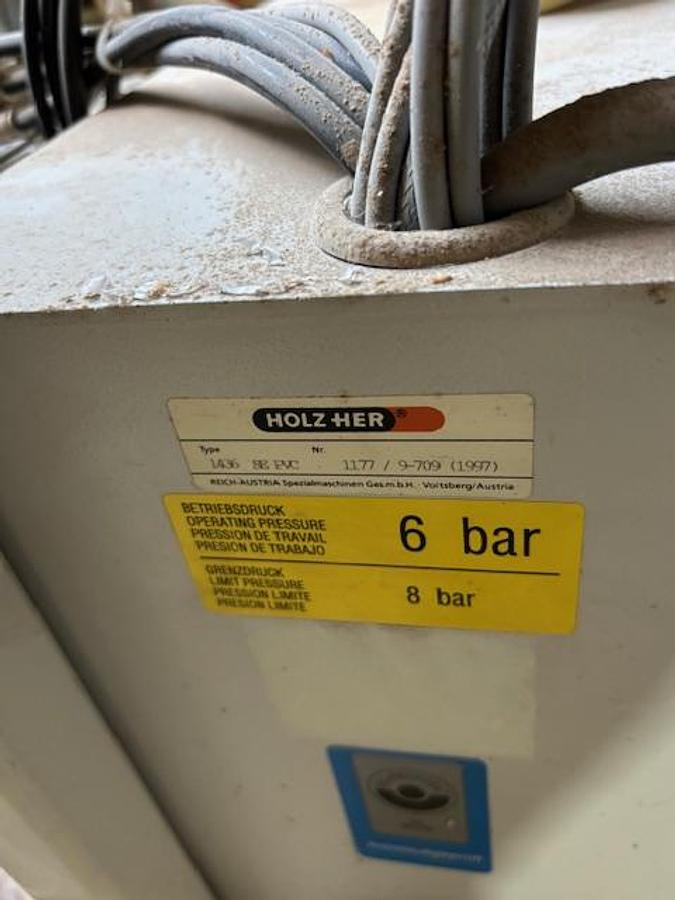 HOLZ-HER®
Type Nr.
1436 SE PVC 1177 / 9-709 (1997)
REICH-AUSTRIA Spezialmaschinen Ges.m.b.H. · Voitsberg/Austria
BETRIEBSDRUCK
OPERATING PRESSURE
PRESSION DE TRAVAIL
PRESION DE TRABAJO
6 bar
GRENZDRUCK
LIMIT PRESSURE
PRESSION LIMITE
PRESION LIMITE
8 bar